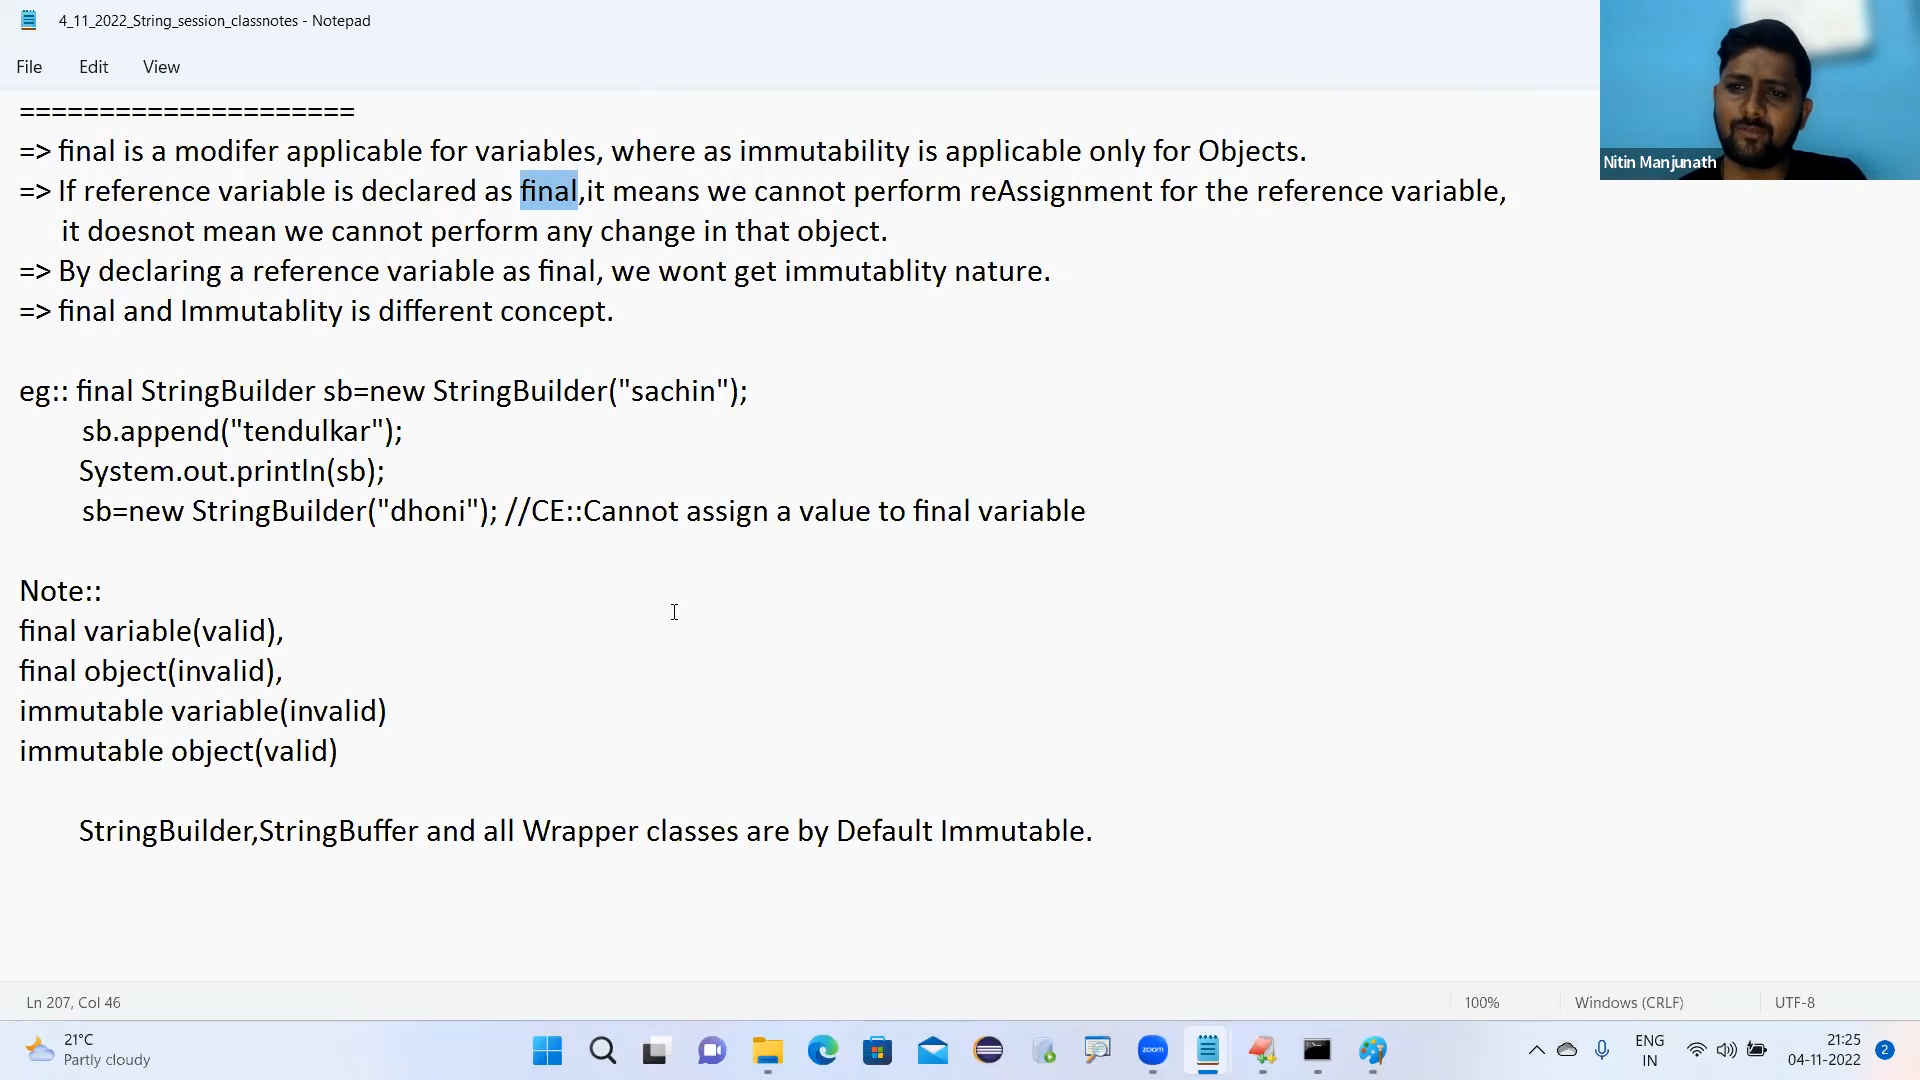 4_11_2022_String_session_classnotes - Notepad
File Edit View
=====================
=> final is a modifer applicable for variables, where as immutability is applicable only for Objects.
=> If reference variable is declared as final,it means we cannot perform reAssignment for the reference variable,
it doesnot mean we cannot perform any change in that object.
=> By declaring a reference variable as final, we wont get immutablity nature.
=> final and Immutablity is different concept.
eg:: final StringBuilder sb=new StringBuilder("sachin");
sb.append("tendulkar");
System.out.println(sb);
sb=new StringBuilder("dhoni"); //CE::Cannot assign a value to final variable
Note::
final variable(valid),
final object(invalid),
immutable variable(invalid)
immutable object(valid)
StringBuilder,StringBuffer and all Wrapper classes are by Default Immutable.
Nitin Manjunath
Ln 207, Col 46 100% Windows (CRLF) UTF-8
21°C
Partly cloudy
zoom
ENG
IN
21:25
04-11-2022
2